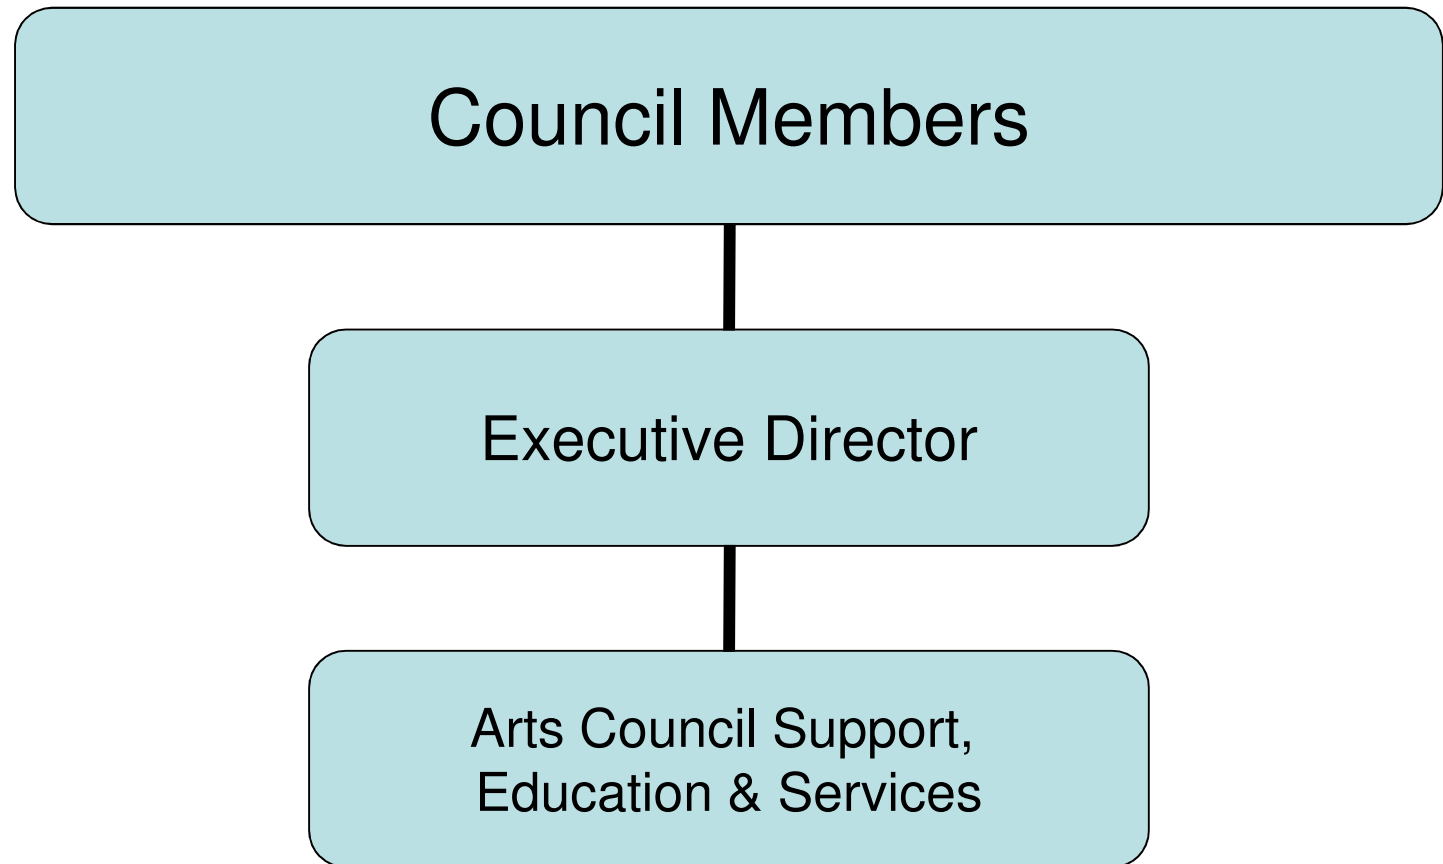 Council Members
Executive Director
Arts Council Support,
Education & Services